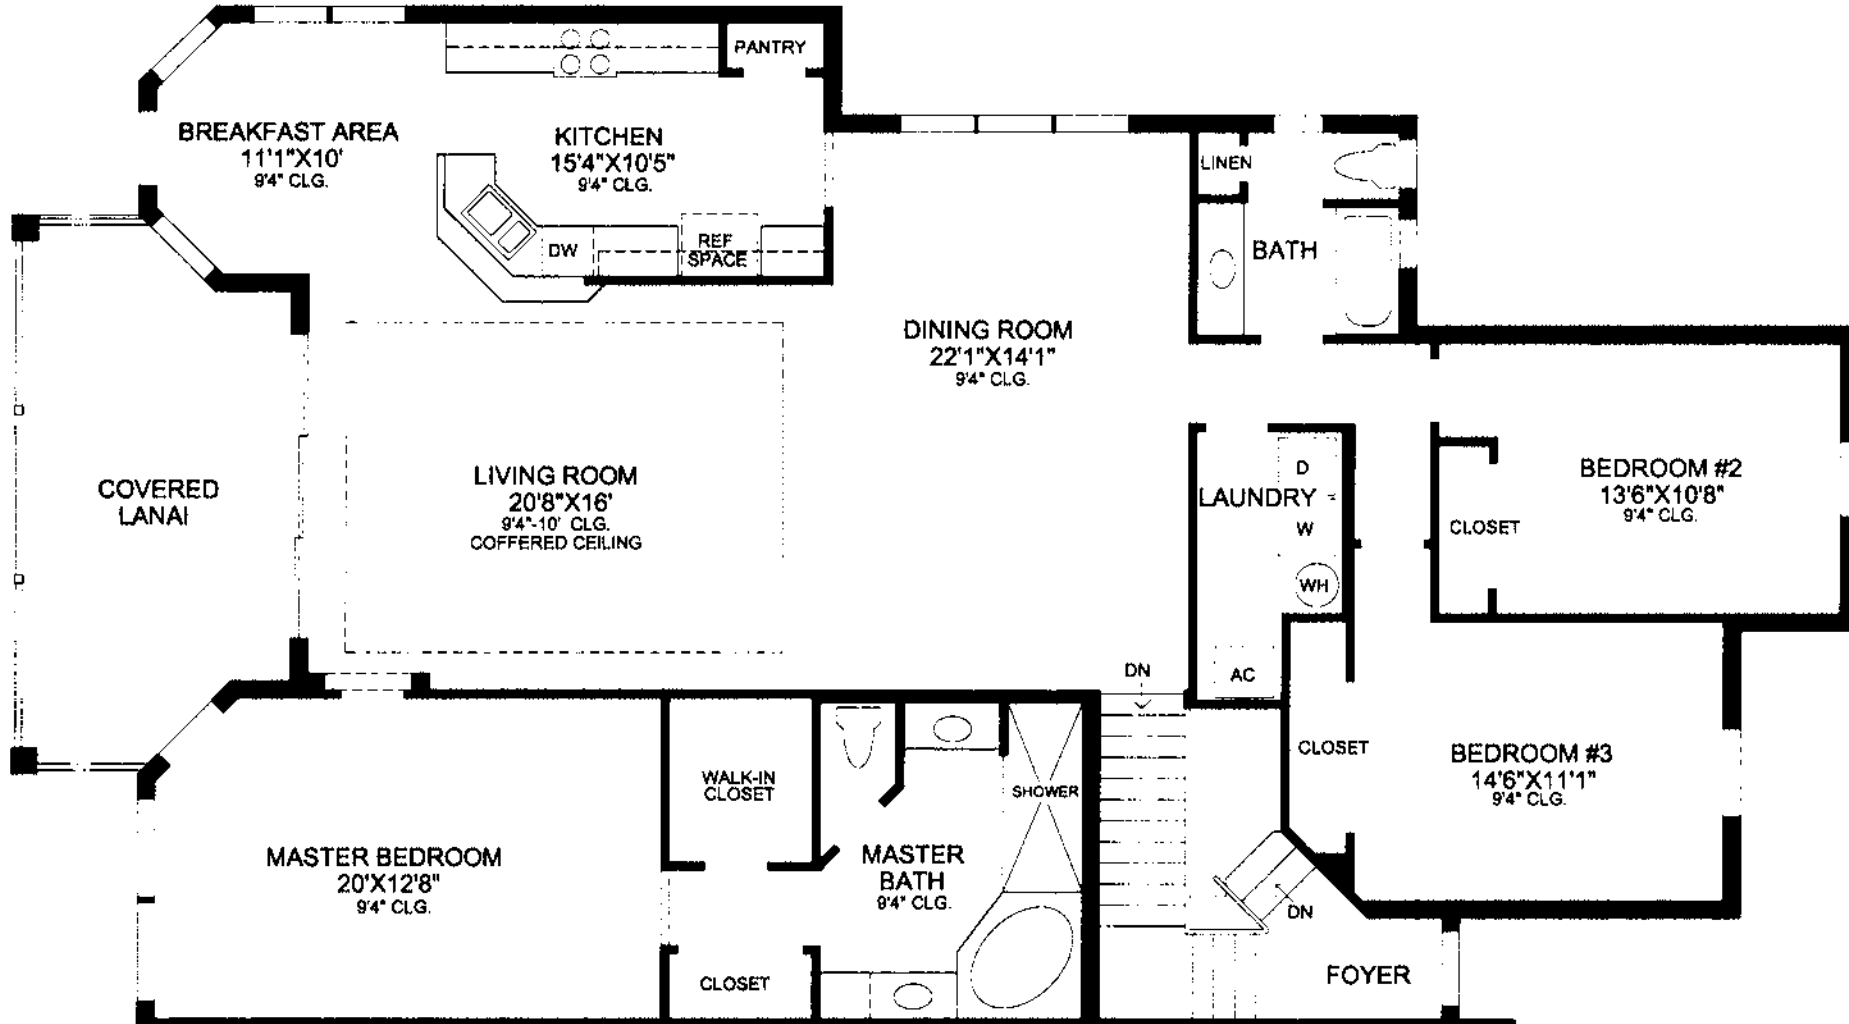 PANTRY
BREAKFAST AREA
11'1"X10'
9'4" CLG.
KITCHEN
15'4"X10'5"
9'4" CLG.
LINEN
DW
REF
SPACE
BATH
DINING ROOM
22'1"X14'1"
9'4" CLG.
COVERED
LANAI
LIVING ROOM
20'8"X16'
9'4"-10' CLG.
COFFERED CEILING
D
LAUNDRY
W
WH
AC
CLOSET
BEDROOM #2
13'6"X10'8"
9'4" CLG.
DN
WALK-IN
CLOSET
SHOWER
CLOSET
BEDROOM #3
14'6"X11'1"
9'4" CLG.
MASTER BEDROOM
20'X12'8"
9'4" CLG.
MASTER
BATH
9'4" CLG.
DN
CLOSET
FOYER